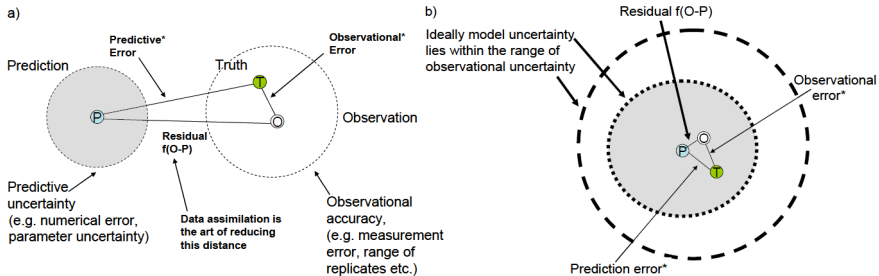 a)
Predictive*
Error
Observational*
Error
Prediction
Truth
T
P
O
Observation
Residual
f(O-P)
Predictive
uncertainty
(e.g. numerical error,
parameter uncertainty)
Data assimilation is
the art of reducing
this distance
Observational
accuracy,
(e.g. measurement
error, range of
replicates etc.)
b)
Residual f(O-P)
Ideally model uncertainty
lies within the range of
observational uncertainty
Observational
error*
O
P
T
Prediction error*